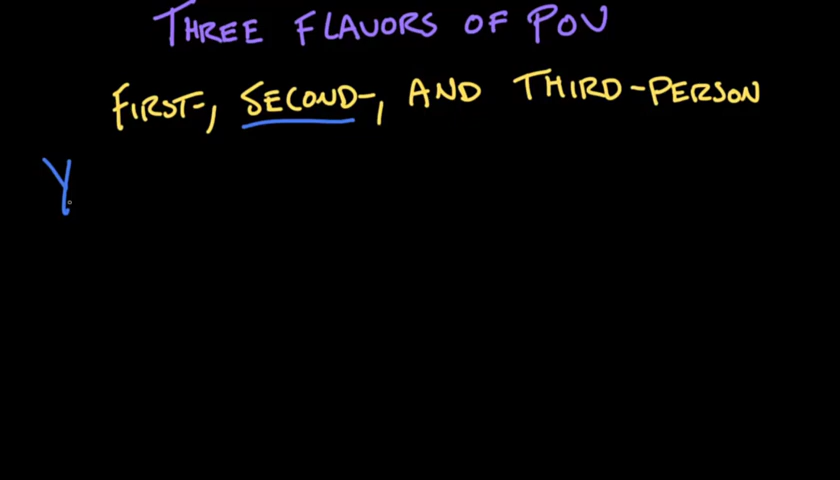 THREE FLAVORS OF POV
FIRST-, SECOND-, AND THIRD-PERSON
Y